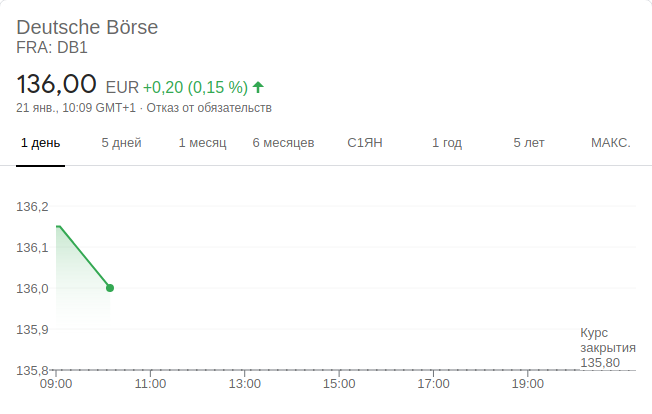 Deutsche Börse
FRA: DB1
136,00 EUR +0,20 (0,15 %)
21 янв., 10:09 GMT+1 · Отказ от обязательств
1 день 5 дней 1 месяц 6 месяцев С1ЯН 1 год 5 лет МАКС.
136,2
136,1
136,0
135,9
Курс
закрытия
135,80
135,8
09:00 11:00 13:00 15:00 17:00 19:00